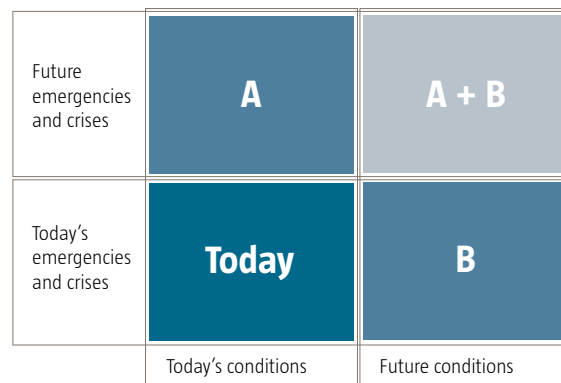 Future
emergencies
and crises
A
A + B
Today’s
emergencies
and crises
Today
B
Today’s conditions
Future conditions